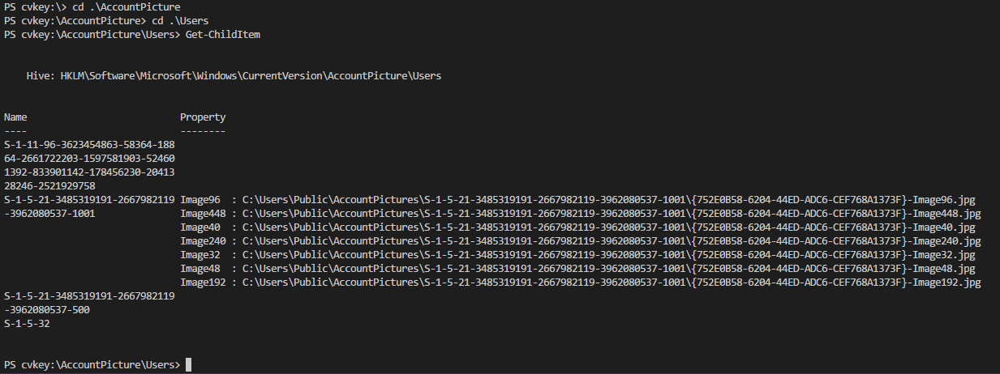 PS cvkey:\> cd .\AccountPicture
PS cvkey:\AccountPicture> cd .\Users
PS cvkey:\AccountPicture\Users> Get-ChildItem
Hive: HKLM\Software\Microsoft\Windows\CurrentVersion\AccountPicture\Users
Name Property
---- --------
S-1-11-96-3623454863-58364-188
64-2661722203-1597581903-52460
1392-833901142-178456230-20413
28246-2521929758
S-1-5-21-3485319191-2667982119 Image96 : C:\Users\Public\AccountPictures\S-1-5-21-3485319191-2667982119-3962080537-1001\{752E0B58-6204-44ED-ADC6-CEF768A1373F}-Image96.jpg
-3962080537-1001 Image448 : C:\Users\Public\AccountPictures\S-1-5-21-3485319191-2667982119-3962080537-1001\{752E0B58-6204-44ED-ADC6-CEF768A1373F}-Image448.jpg
Image40 : C:\Users\Public\AccountPictures\S-1-5-21-3485319191-2667982119-3962080537-1001\{752E0B58-6204-44ED-ADC6-CEF768A1373F}-Image40.jpg
Image240 : C:\Users\Public\AccountPictures\S-1-5-21-3485319191-2667982119-3962080537-1001\{752E0B58-6204-44ED-ADC6-CEF768A1373F}-Image240.jpg
Image32 : C:\Users\Public\AccountPictures\S-1-5-21-3485319191-2667982119-3962080537-1001\{752E0B58-6204-44ED-ADC6-CEF768A1373F}-Image32.jpg
Image48 : C:\Users\Public\AccountPictures\S-1-5-21-3485319191-2667982119-3962080537-1001\{752E0B58-6204-44ED-ADC6-CEF768A1373F}-Image48.jpg
Image192 : C:\Users\Public\AccountPictures\S-1-5-21-3485319191-2667982119-3962080537-1001\{752E0B58-6204-44ED-ADC6-CEF768A1373F}-Image192.jpg
S-1-5-21-3485319191-2667982119
-3962080537-500
S-1-5-32
PS cvkey:\AccountPicture\Users>